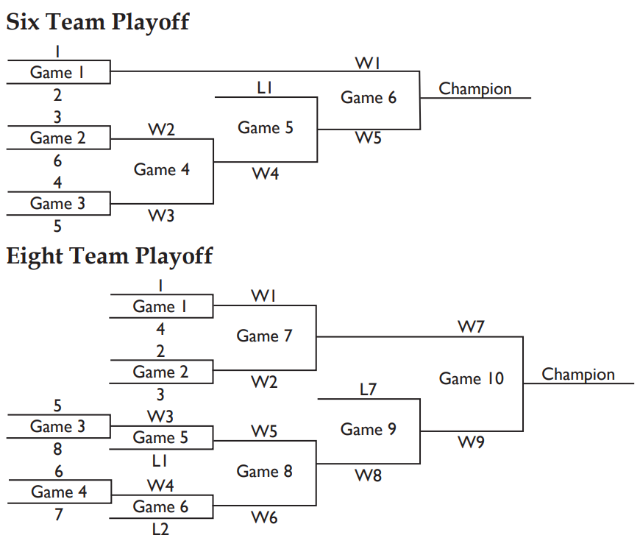 Six Team Playoff
1
Game 1
2
3
Game 2
6
4
Game 3
5
W2
Game 4
W3
L1
Game 5
W4
W1
Game 6
W5
Champion
Eight Team Playoff
1
Game 1
4
2
Game 2
3
5
Game 3
8
6
Game 4
7
W3
Game 5
L1
W4
Game 6
L2
W1
Game 7
W2
W5
Game 8
W6
L7
Game 9
W8
W7
Game 10
W9
Champion